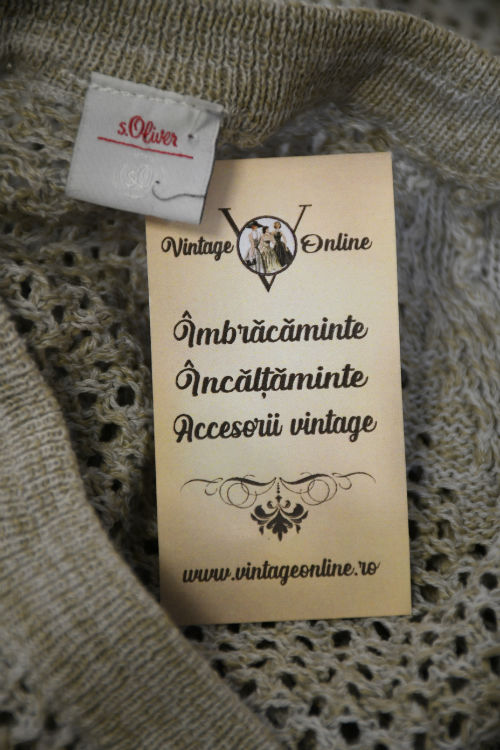 s.Oliver
s.O
Vintage Online
Îmbrăcăminte
Încălțăminte
Accesorii vintage
www.vintageonline.ro